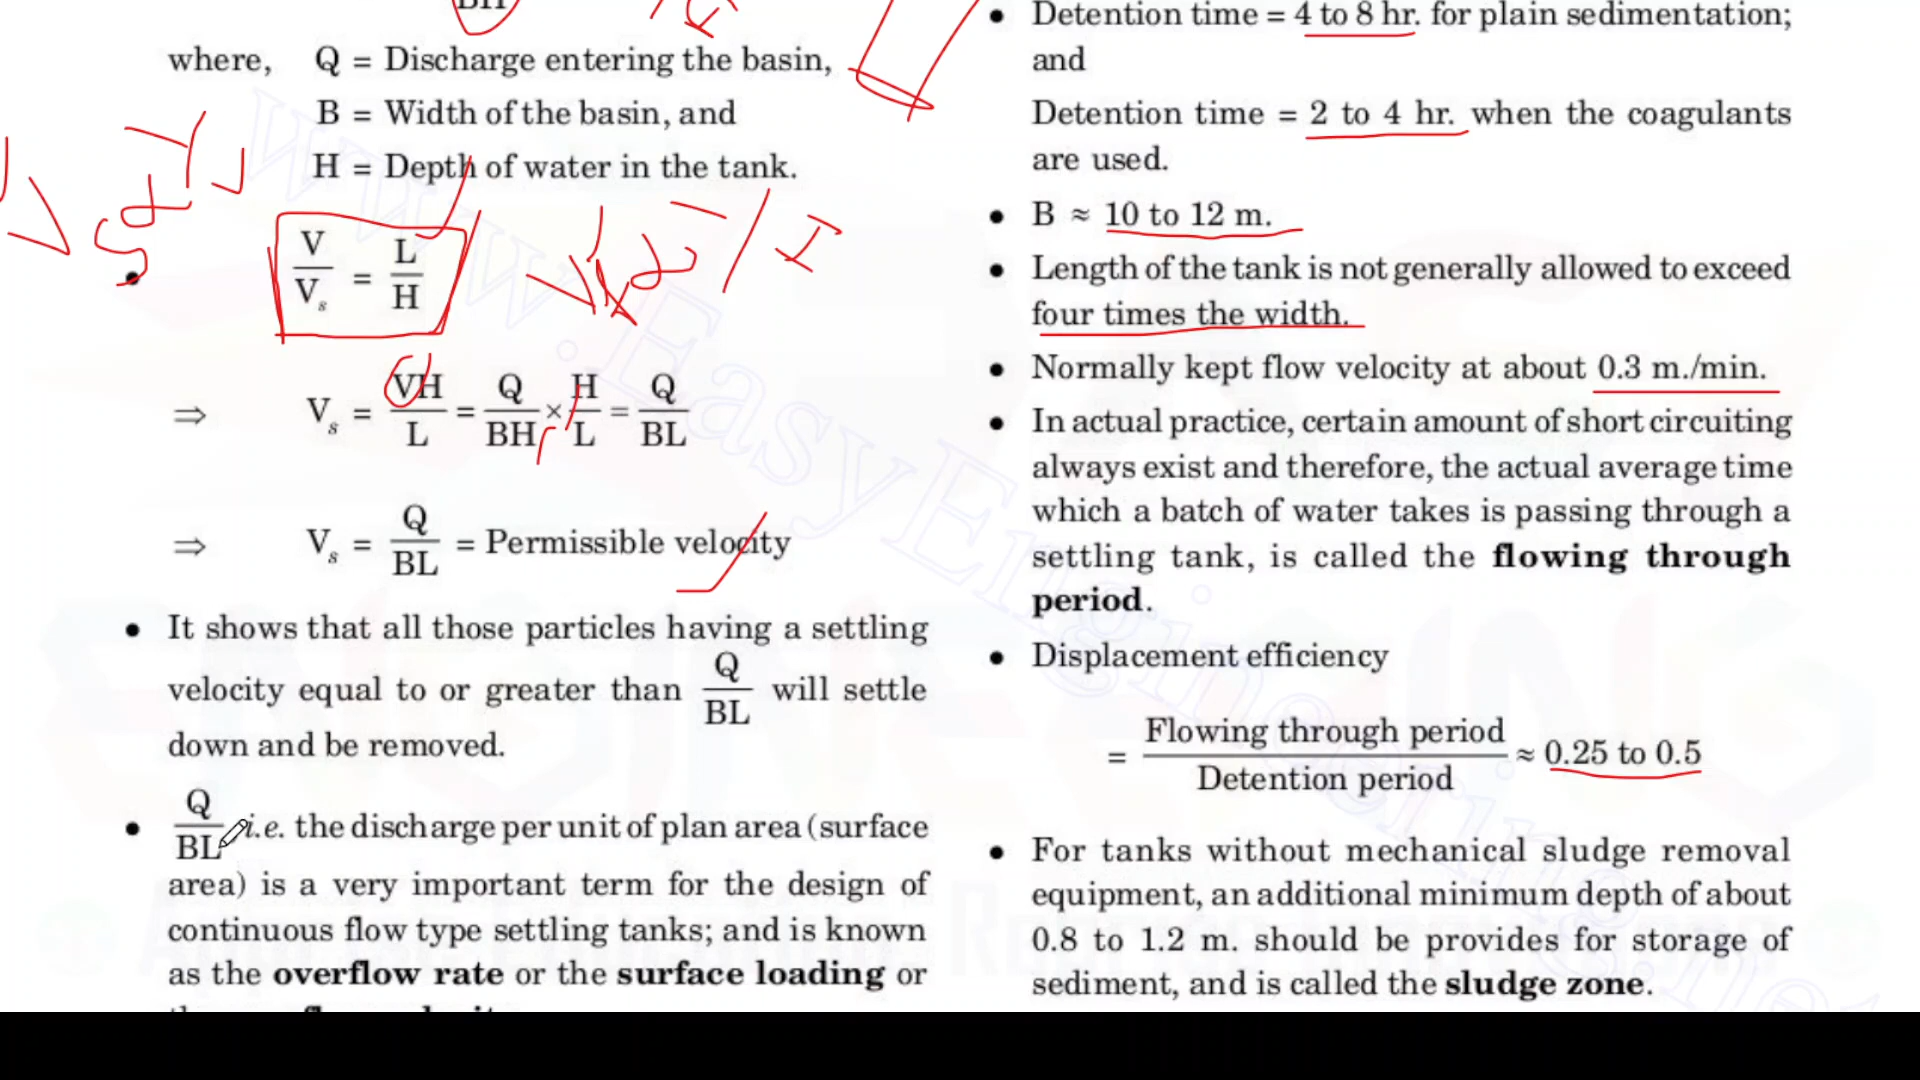 where, Q = Discharge entering the basin,
B = Width of the basin, and
H = Depth of water in the tank.
V/V_s = L/H
⇒ V_s = VH/L = Q/BH × H/L = Q/BL
⇒ V_s = Q/BL = Permissible velocity
• It shows that all those particles having a settling
velocity equal to or greater than Q/BL will settle
down and be removed.
• Q/BL i.e. the discharge per unit of plan area (surface
area) is a very important term for the design of
continuous flow type settling tanks; and is known
as the overflow rate or the surface loading or
• Detention time = 4 to 8 hr. for plain sedimentation;
and
Detention time = 2 to 4 hr. when the coagulants
are used.
• B ≈ 10 to 12 m.
• Length of the tank is not generally allowed to exceed
four times the width.
• Normally kept flow velocity at about 0.3 m./min.
• In actual practice, certain amount of short circuiting
always exist and therefore, the actual average time
which a batch of water takes is passing through a
settling tank, is called the flowing through
period.
• Displacement efficiency
= Flowing through period / Detention period ≈ 0.25 to 0.5
• For tanks without mechanical sludge removal
equipment, an additional minimum depth of about
0.8 to 1.2 m. should be provides for storage of
sediment, and is called the sludge zone.
www.EasyEngineering.net